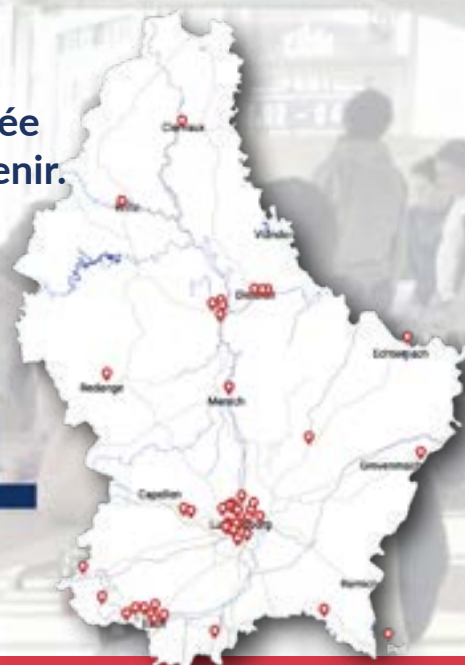 ée
enir.
Clervaux
Wiltz
Vianden
Diekirch
Echternach
Redange
Mersch
Grevenmacher
Capellen
Luxembourg
Remich